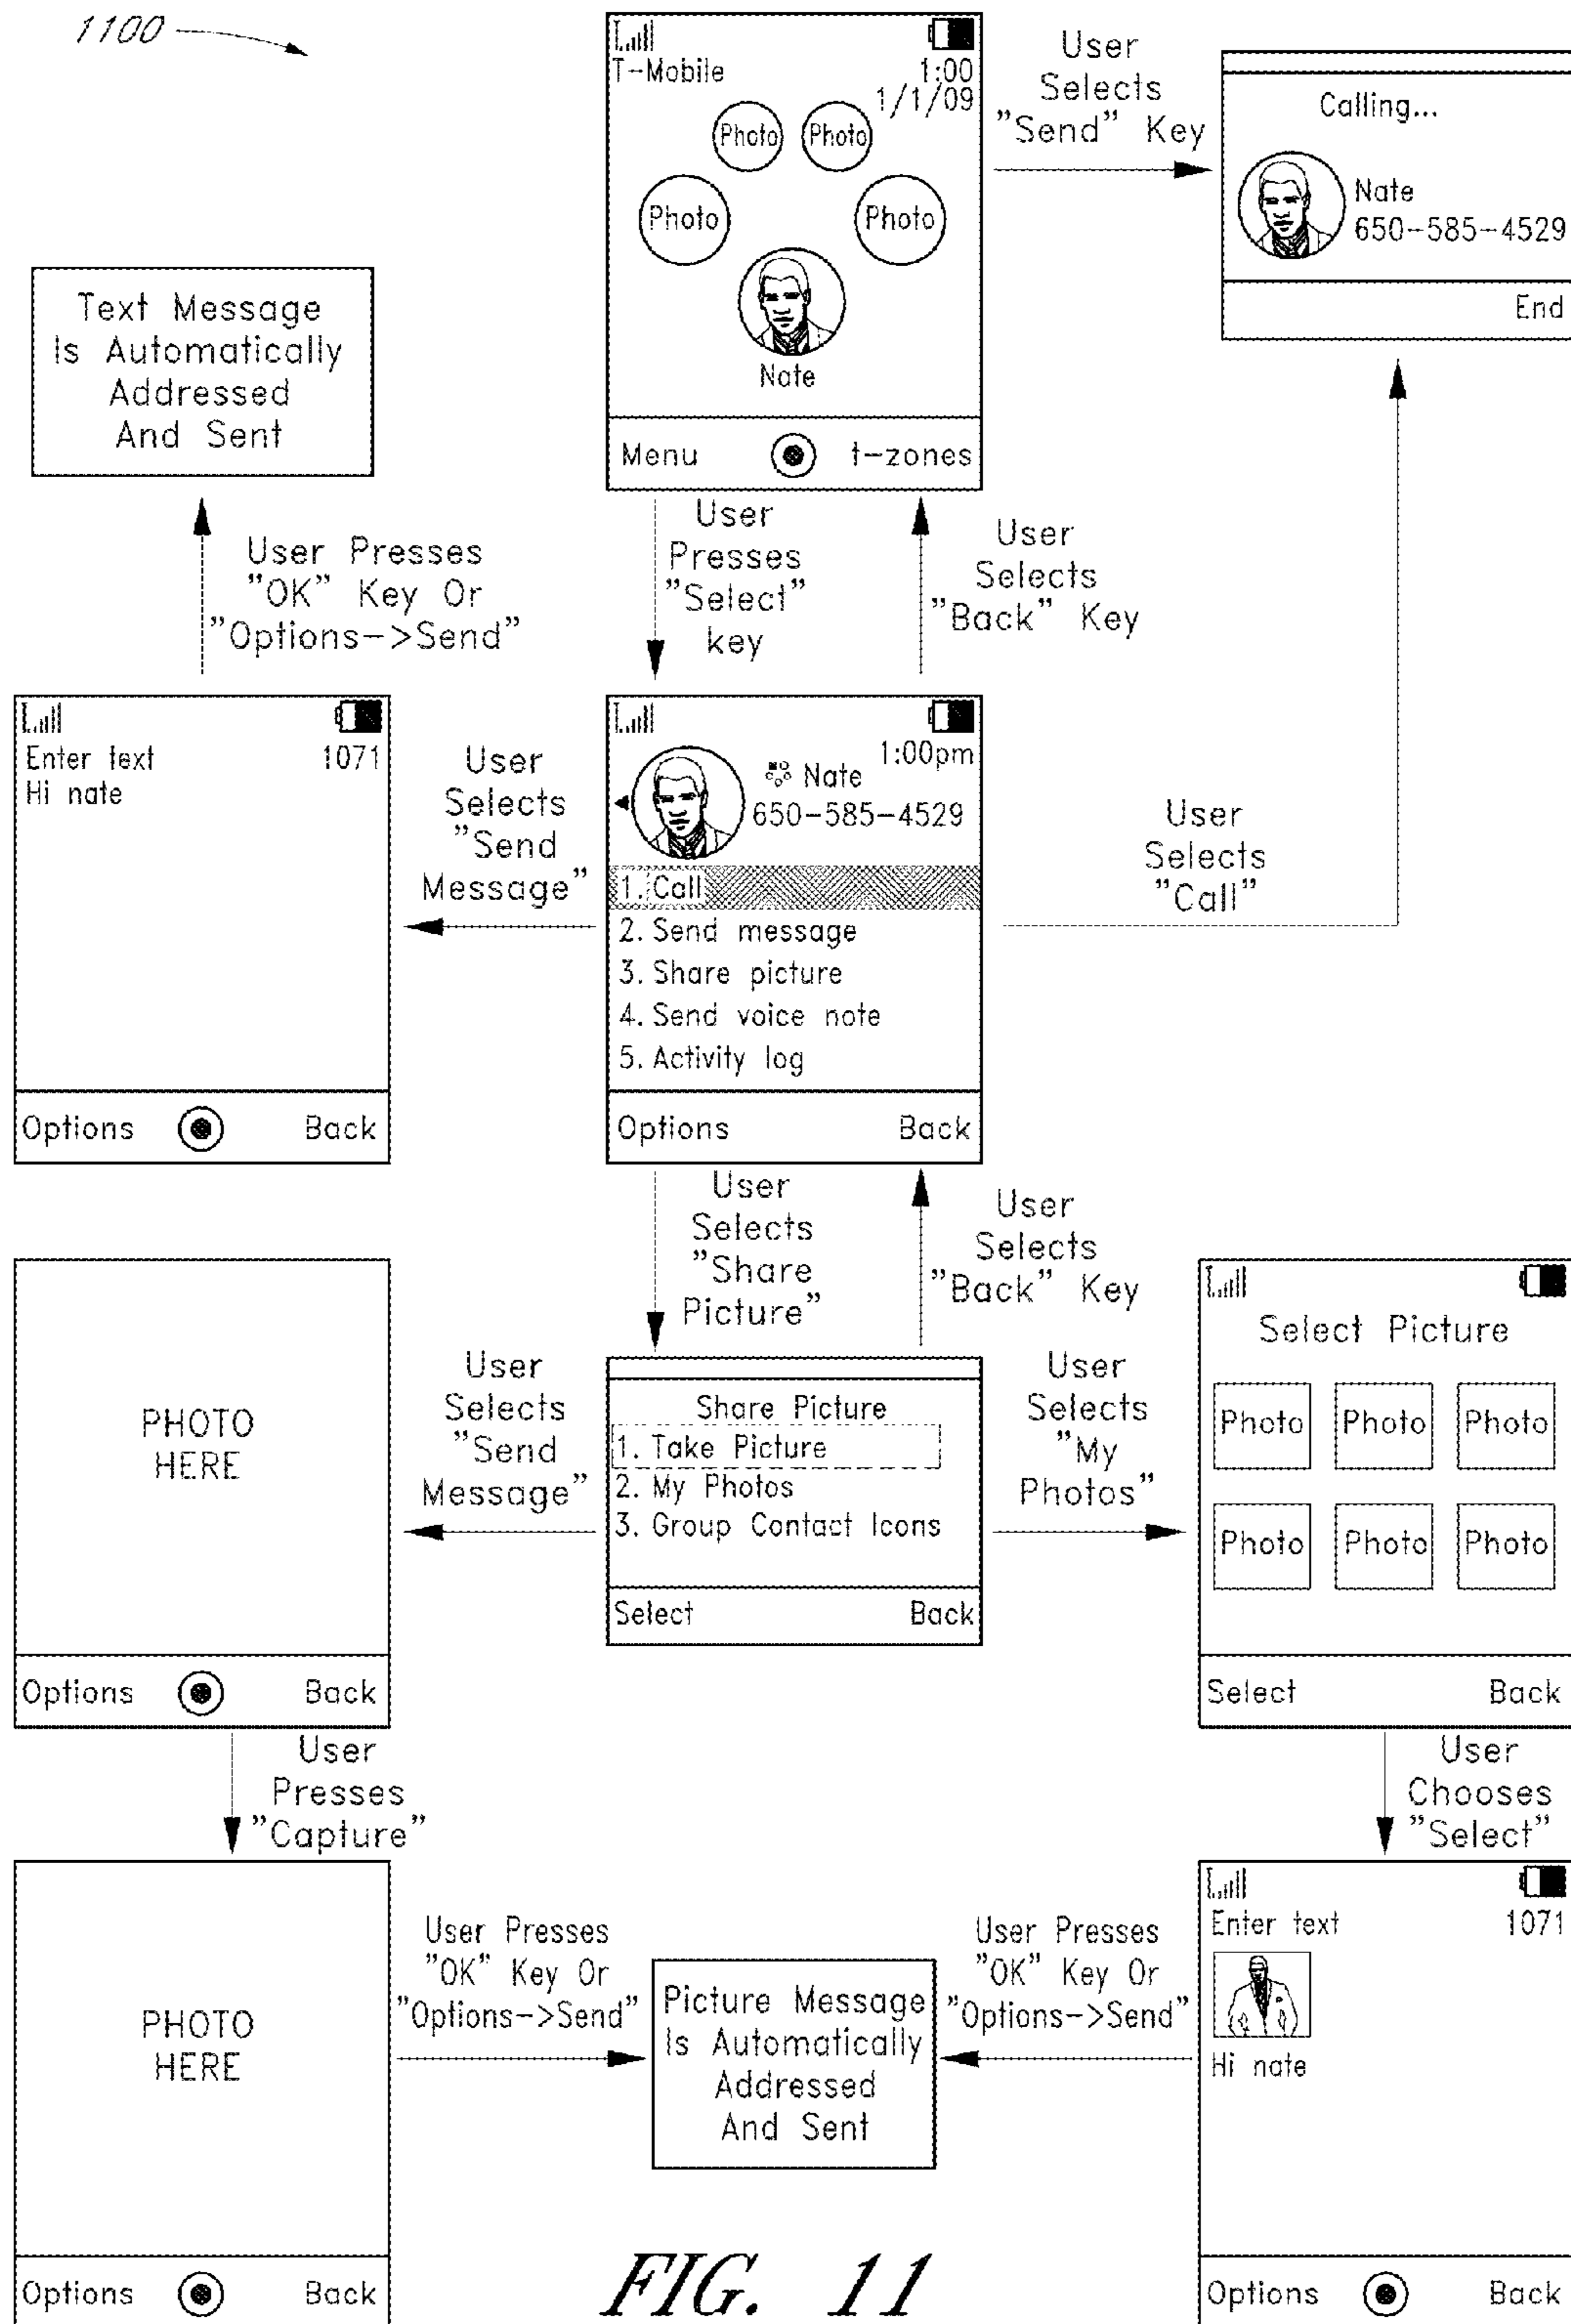 1100
T-Mobile
1:00
1/1/09
Photo Photo
Photo Photo
Nate
Menu t-zones
User
Selects
"Send" Key
Calling...
Nate
650-585-4529
End
Text Message
Is Automatically
Addressed
And Sent
User Presses
"OK" Key Or
"Options->Send"
User
Presses
"Select"
key
User
Selects
"Back" Key
Enter text 1071
Hi nate
Options Back
User
Selects
"Send
Message"
1:00pm
Nate
650-585-4529
1. Call
2. Send message
3. Share picture
4. Send voice note
5. Activity log
Options Back
User
Selects
"Call"
User
Selects
"Share
Picture"
User
Selects
"Back" Key
PHOTO
HERE
Options Back
User
Selects
"Send
Message"
Share Picture
1. Take Picture
2. My Photos
3. Group Contact Icons
Select Back
User
Selects
"My
Photos"
Select Picture
Photo Photo Photo
Photo Photo Photo
Select Back
User
Presses
"Capture"
User
Chooses
"Select"
PHOTO
HERE
Options Back
User Presses
"OK" Key Or
"Options->Send"
Picture Message
Is Automatically
Addressed
And Sent
User Presses
"OK" Key Or
"Options->Send"
Enter text 1071
Hi nate
Options Back
FIG. 11